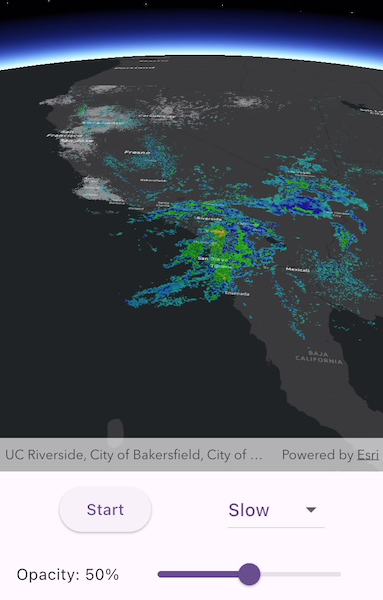 Fresno
Riverside
San Diego
Tijuana
Mexicali
Ensenada
BAJA
CALIFORNIA
UC Riverside, City of Bakersfield, City of ... Powered by Esri
Start
Slow
Opacity: 50%